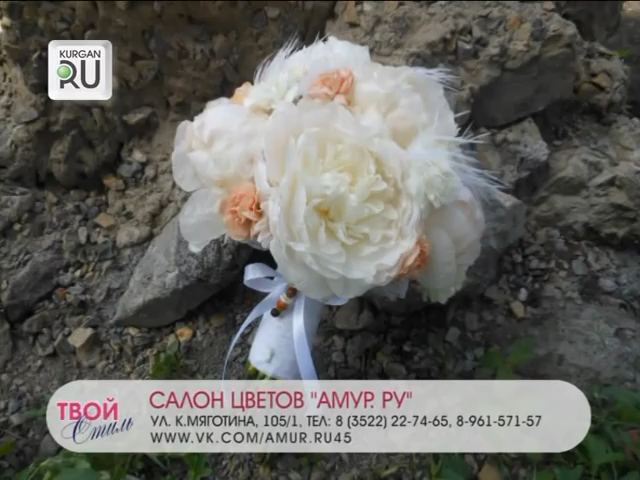 KURGAN
RU
ТВОЙ
Стиль
САЛОН ЦВЕТОВ "АМУР. РУ"
УЛ. К.МЯГОТИНА, 105/1, ТЕЛ: 8 (3522) 22-74-65, 8-961-571-57
WWW.VK.COM/AMUR.RU45